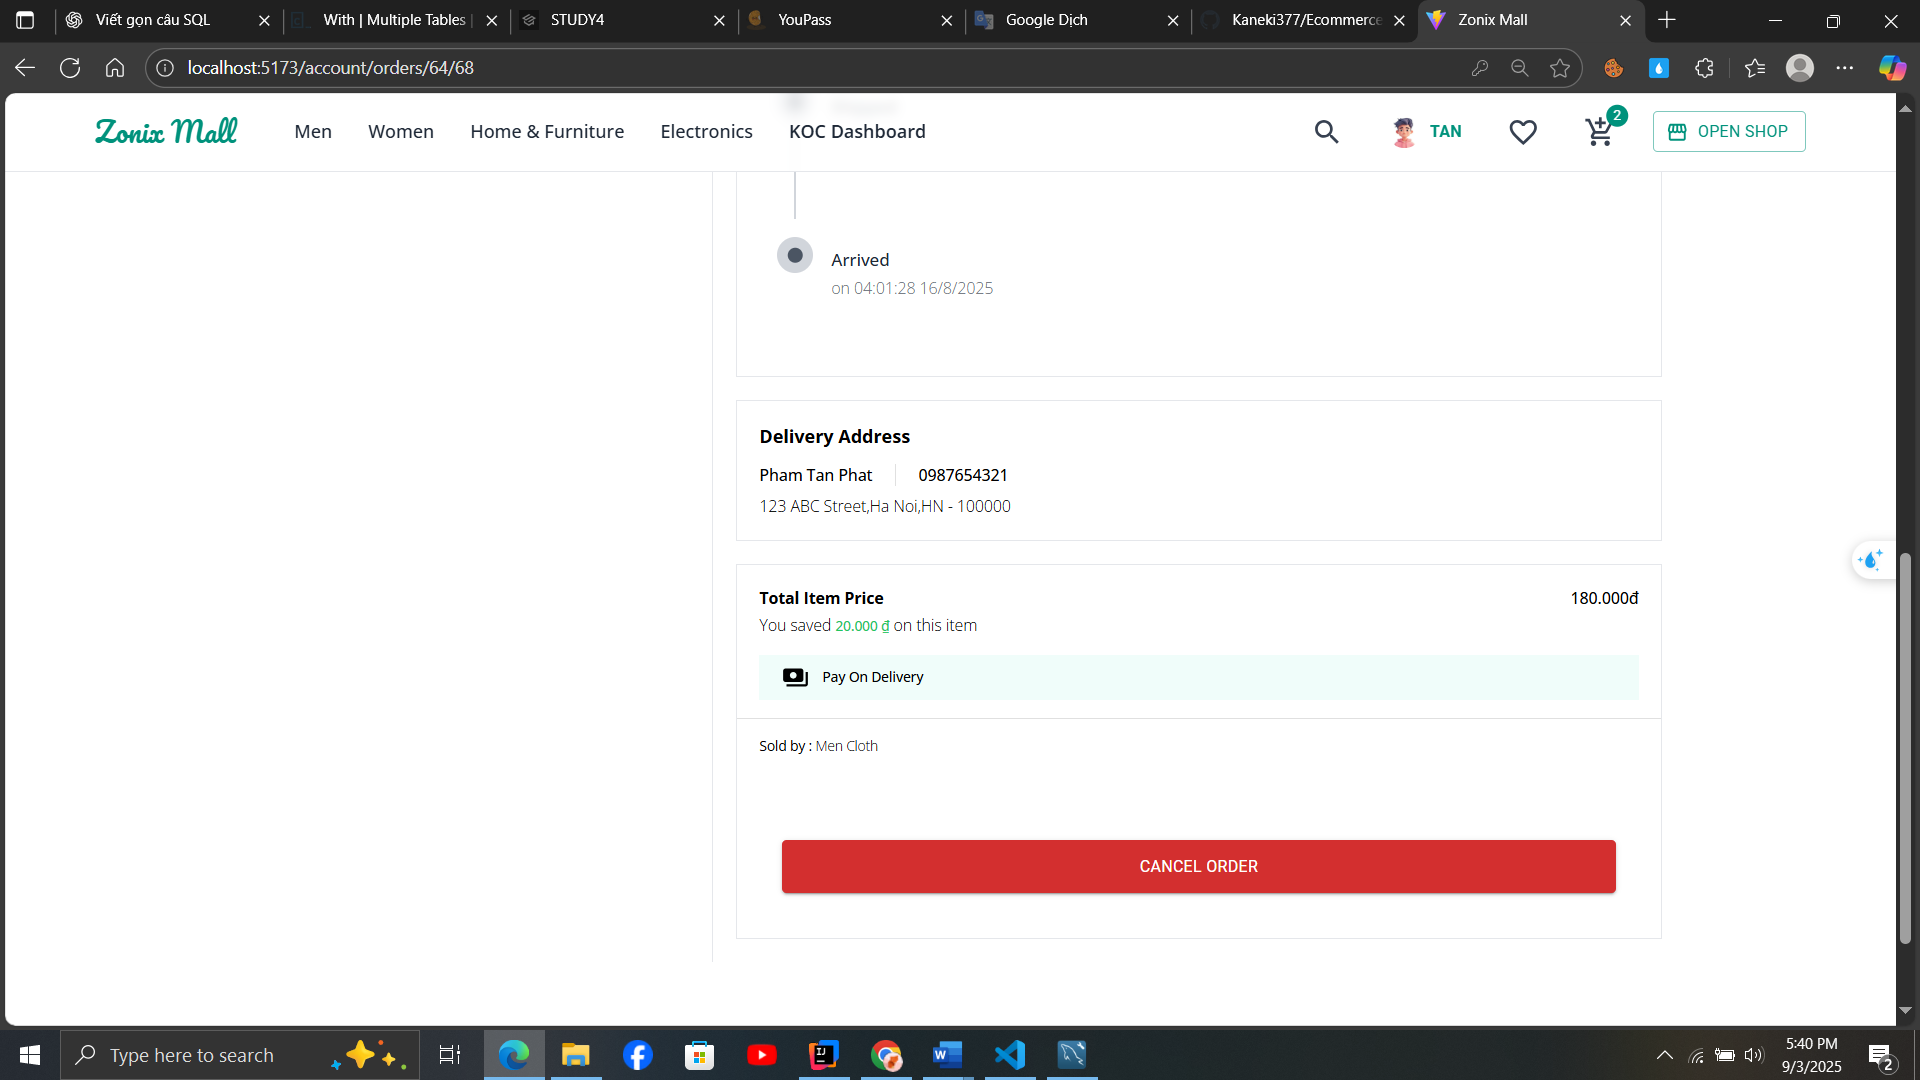 Viết gọn câu SQL
With | Multiple Tables |
STUDY4
YouPass
Google Dịch
Kaneki377/Ecommerce
Zonix Mall
localhost:5173/account/orders/64/68
Zonix Mall
Men
Women
Home & Furniture
Electronics
KOC Dashboard
TAN
2
OPEN SHOP
Arrived
on 04:01:28 16/8/2025
Delivery Address
Pham Tan Phat
0987654321
123 ABC Street,Ha Noi,HN - 100000
Total Item Price
180.000đ
You saved 20.000 ₫ on this item
Pay On Delivery
Sold by : Men Cloth
CANCEL ORDER
Type here to search
5:40 PM
9/3/2025
2